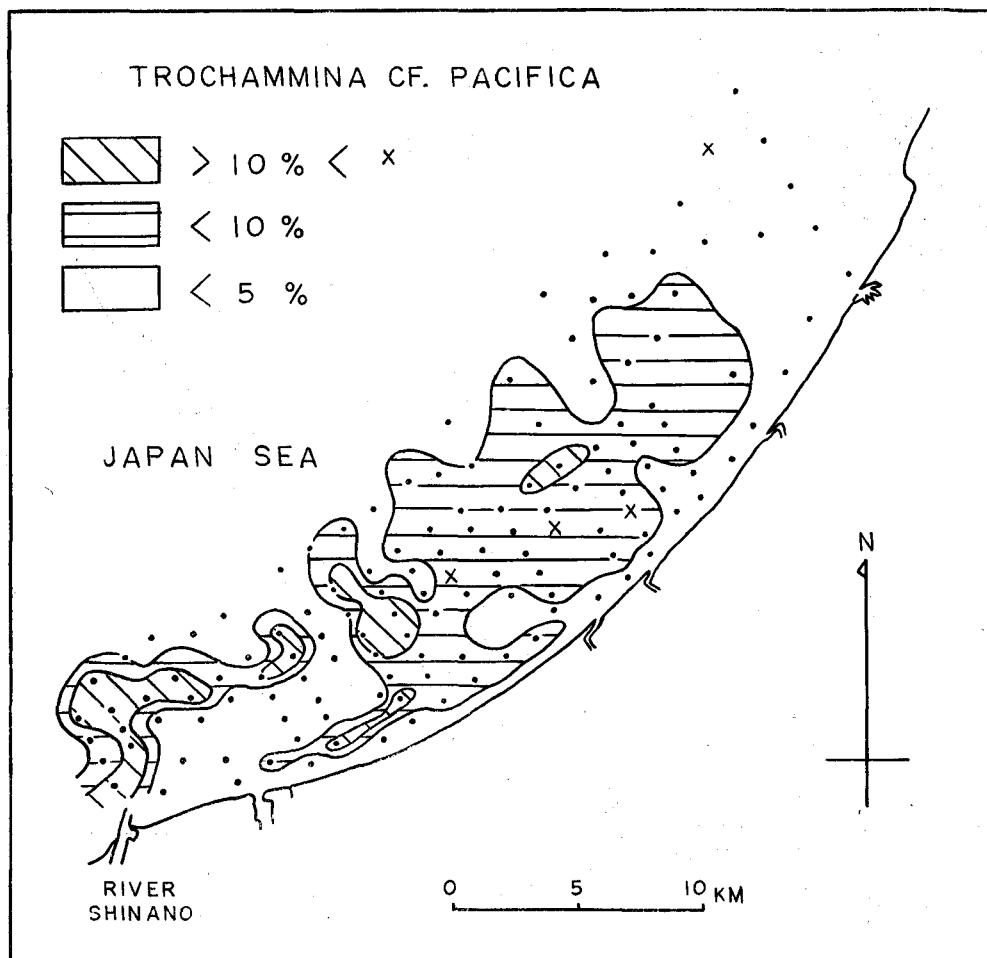 TROCHAMMINA CF. PACIFICA
> 10 % < x
< 10 %
< 5 %
JAPAN SEA
N
RIVER
SHINANO
0 5 10 KM